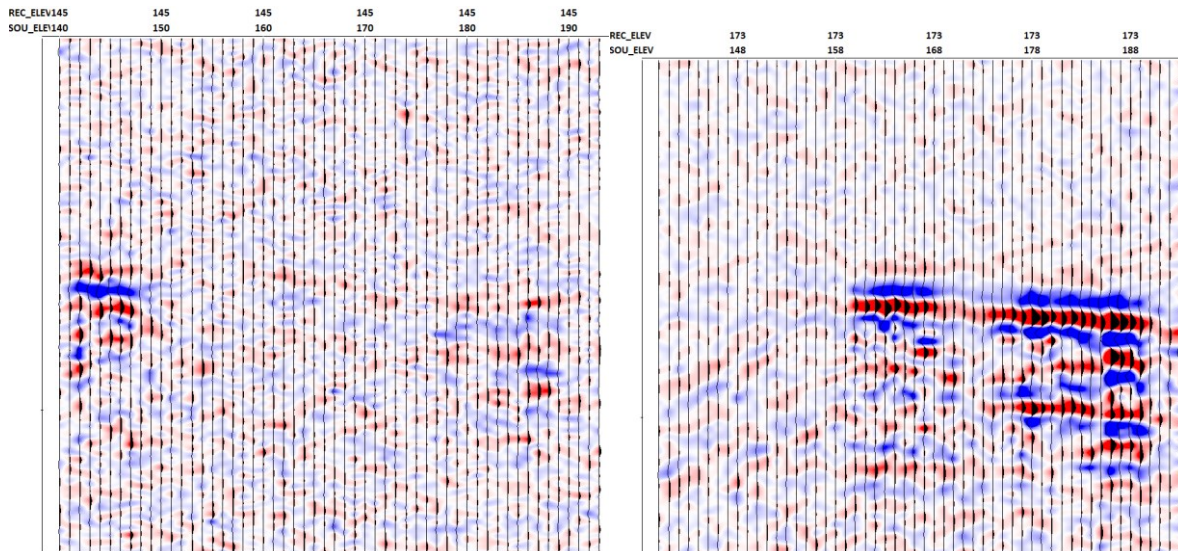 REC_ELEV145 145 145 145 145 145
SOU_ELEV140 150 160 170 180 190
REC_ELEV 173 173 173 173 173
SOU_ELEV 148 158 168 178 188